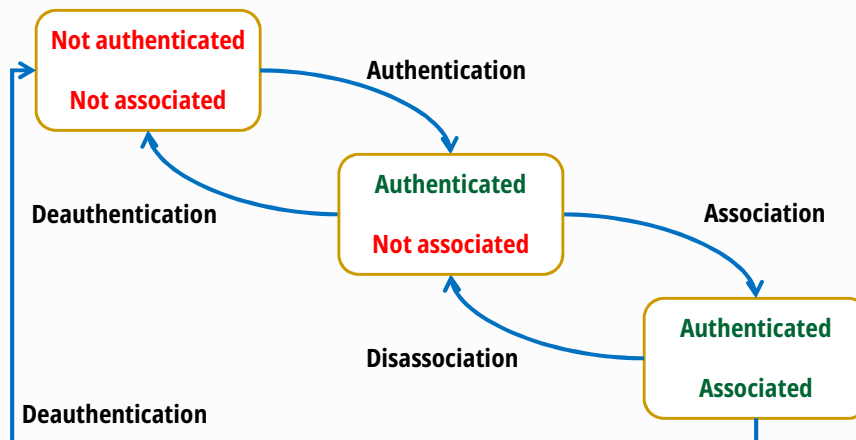 Not authenticated
Not associated
Authentication
Authenticated
Not associated
Deauthentication
Association
Authenticated
Associated
Disassociation
Deauthentication